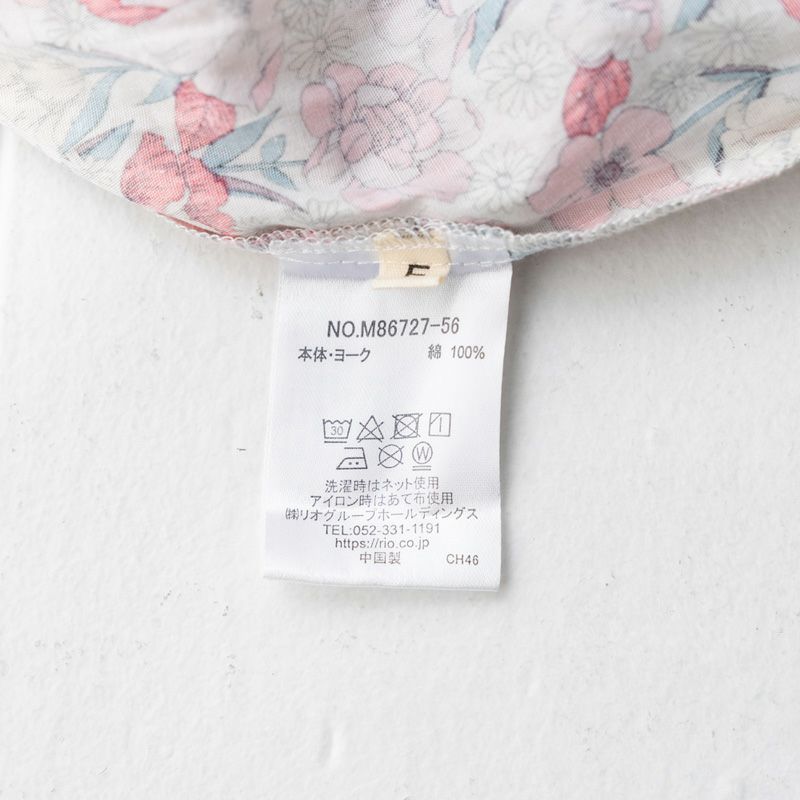 F
NO.M86727-56
本体・ヨーク 綿 100%
30
W
洗濯時はネット使用
アイロン時はあて布使用
㈱リオグループホールディングス
TEL:052-331-1191
https://rio.co.jp
中国製 CH46